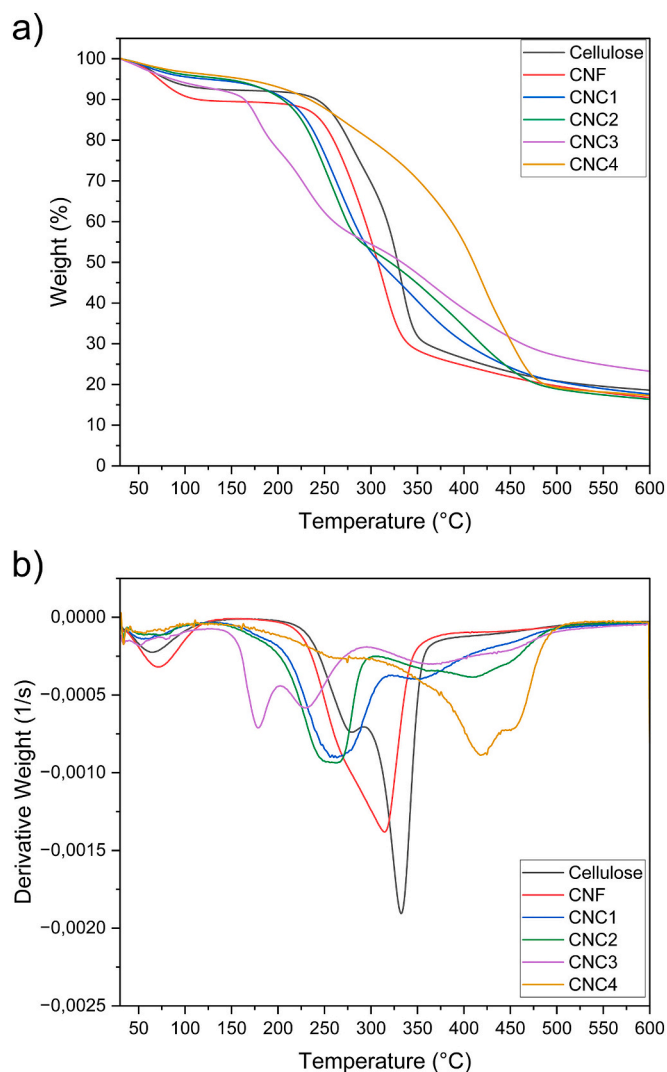 a)
100
90
80
70
60
50
40
30
20
10
0
Weight (%)
Cellulose
CNF
CNC1
CNC2
CNC3
CNC4
50 100 150 200 250 300 350 400 450 500 550 600
Temperature (°C)
b)
0,0000
−0,0005
−0,0010
−0,0015
−0,0020
−0,0025
Derivative Weight (1/s)
Cellulose
CNF
CNC1
CNC2
CNC3
CNC4
50 100 150 200 250 300 350 400 450 500 550 600
Temperature (°C)